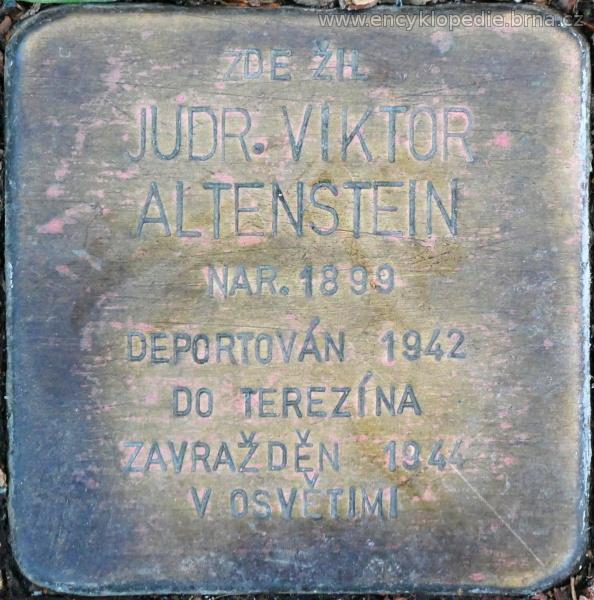 www.encyklopedie.brna.cz
ZDE ŽIL
JUDR. VIKTOR
ALTENSTEIN
NAR. 1899
DEPORTOVÁN 1942
DO TEREZÍNA
ZAVRAŽDĚN 1944
V OSVĚTIMI